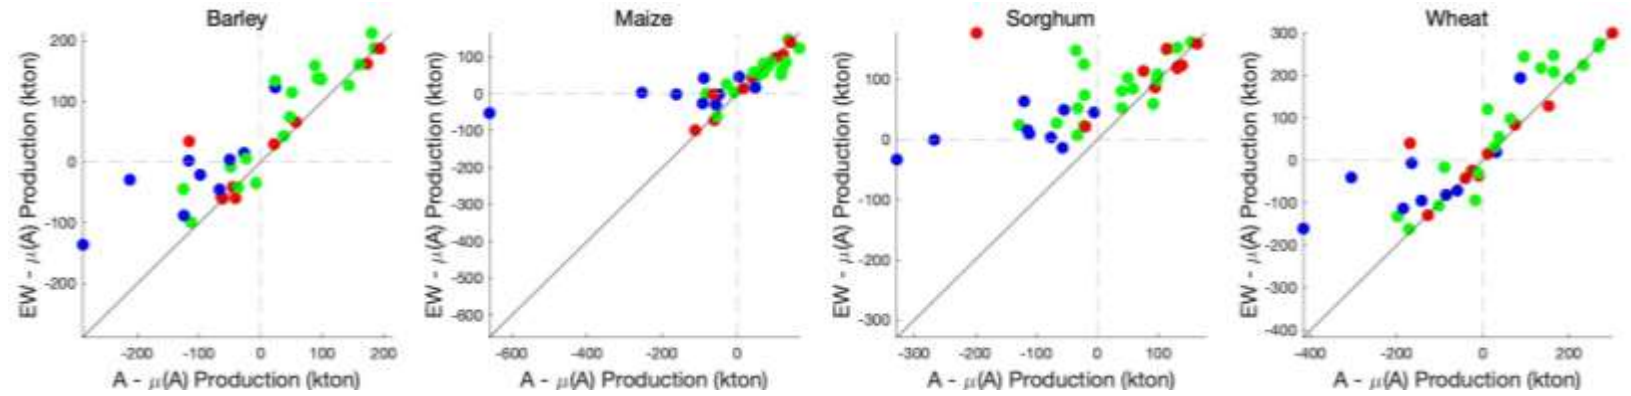 Barley
EW - μ(A) Production (kton)
200
100
0
-100
-200
-200 -100 0 100 200
A - μ(A) Production (kton)
Maize
EW - μ(A) Production (kton)
100
0
-100
-200
-300
-400
-500
-600
-600 -400 -200 0
A - μ(A) Production (kton)
Sorghum
EW - μ(A) Production (kton)
100
0
-100
-200
-300
-300 -200 -100 0 100
A - μ(A) Production (kton)
Wheat
EW - μ(A) Production (kton)
300
200
100
0
-100
-200
-300
-400
-400 -200 0 200
A - μ(A) Production (kton)